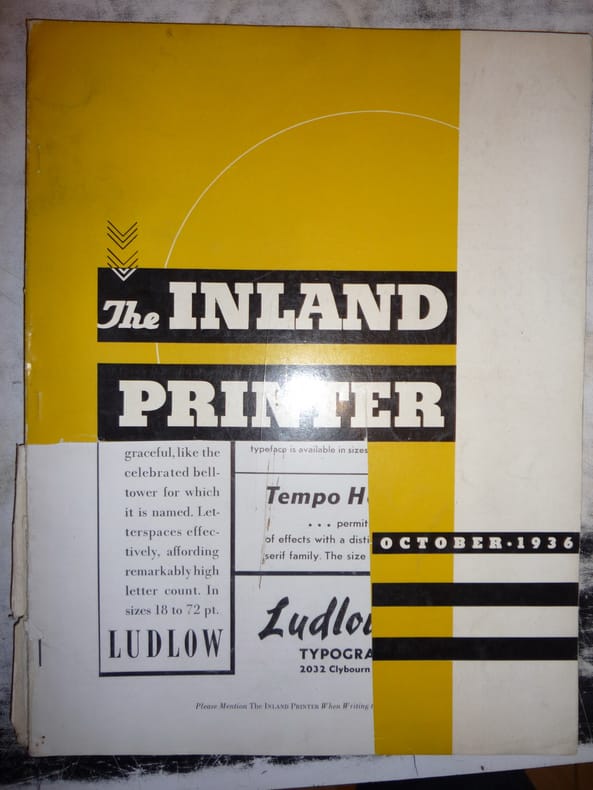 The INLAND
PRINTER
graceful, like the
celebrated bell-
tower for which
it is named. Let-
terspaces effec-
tively, affording
remarkably high
letter count. In
sizes 18 to 72 pt.
LUDLOW
typeface is available in sizes
Tempo H
... permit
of effects with a disti
serif family. The size
Ludlo
TYPOGRA
2032 Clybourn
Please Mention The INLAND PRINTER When Writing t
OCTOBER·1936